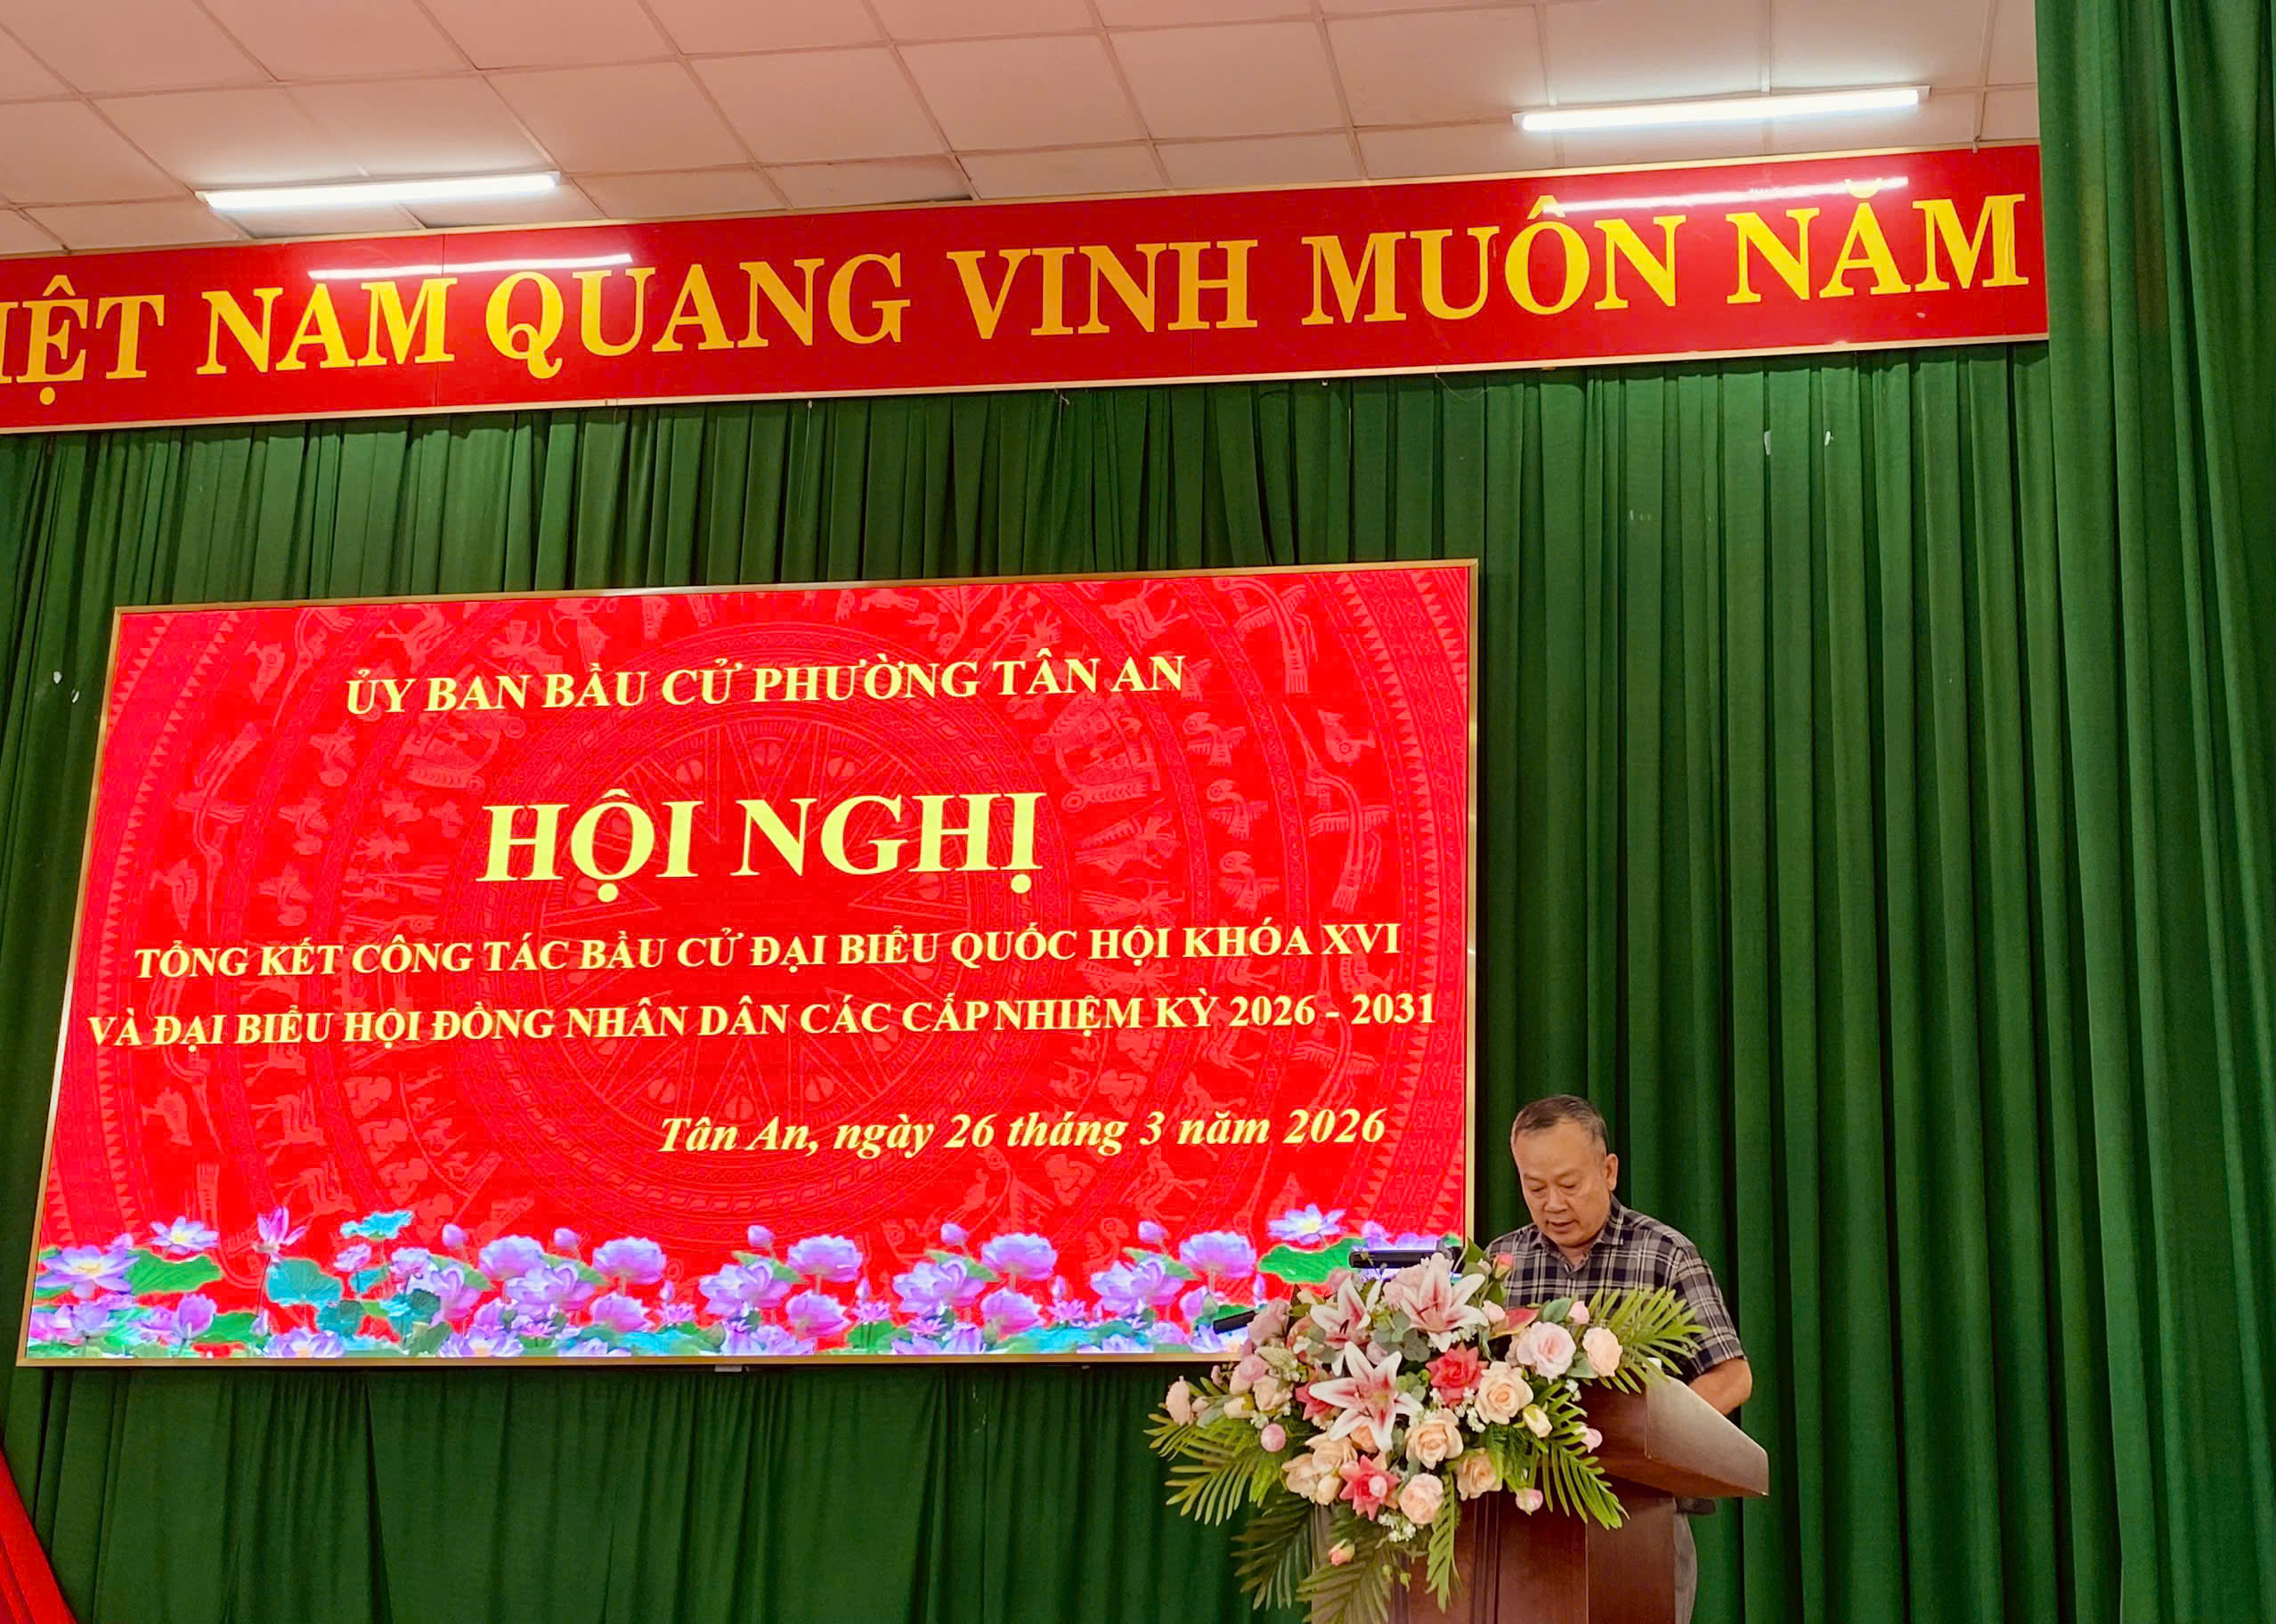 NAM QUANG VINH MUÔN NĂM
ỦY BAN BẦU CỬ PHƯỜNG TÂN AN
HỘI NGHỊ
TỔNG KẾT CÔNG TÁC BẦU CỬ ĐẠI BIỂU QUỐC HỘI KHÓA XVI
VÀ ĐẠI BIỂU HỘI ĐỒNG NHÂN DÂN CÁC CẤP NHIỆM KỲ 2026 - 2031
Tân An, ngày 26 tháng 3 năm 2026